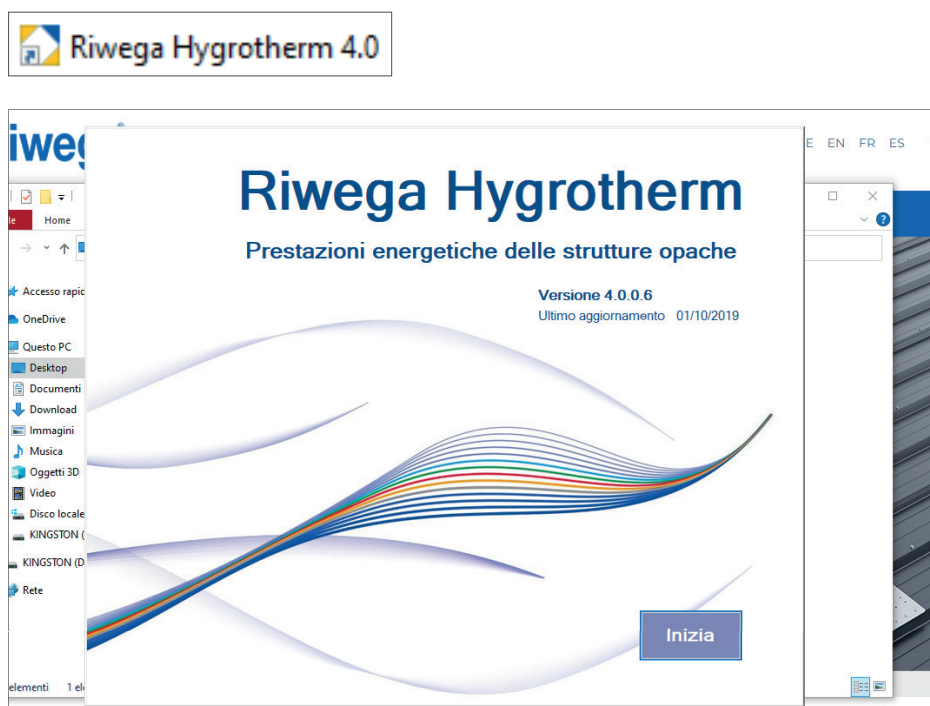 Riwega Hygrotherm 4.0
EN FR ES
Home
Riwega Hygrotherm
Prestazioni energetiche delle strutture opache
Versione 4.0.0.6
Ultimo aggiornamento 01/10/2019
Accesso rapid
OneDrive
Questo PC
Desktop
Documenti
Download
Immagini
Musica
Oggetti 3D
Video
Disco locale
KINGSTON (
KINGSTON (D
Rete
Inizia
elementi 1 el